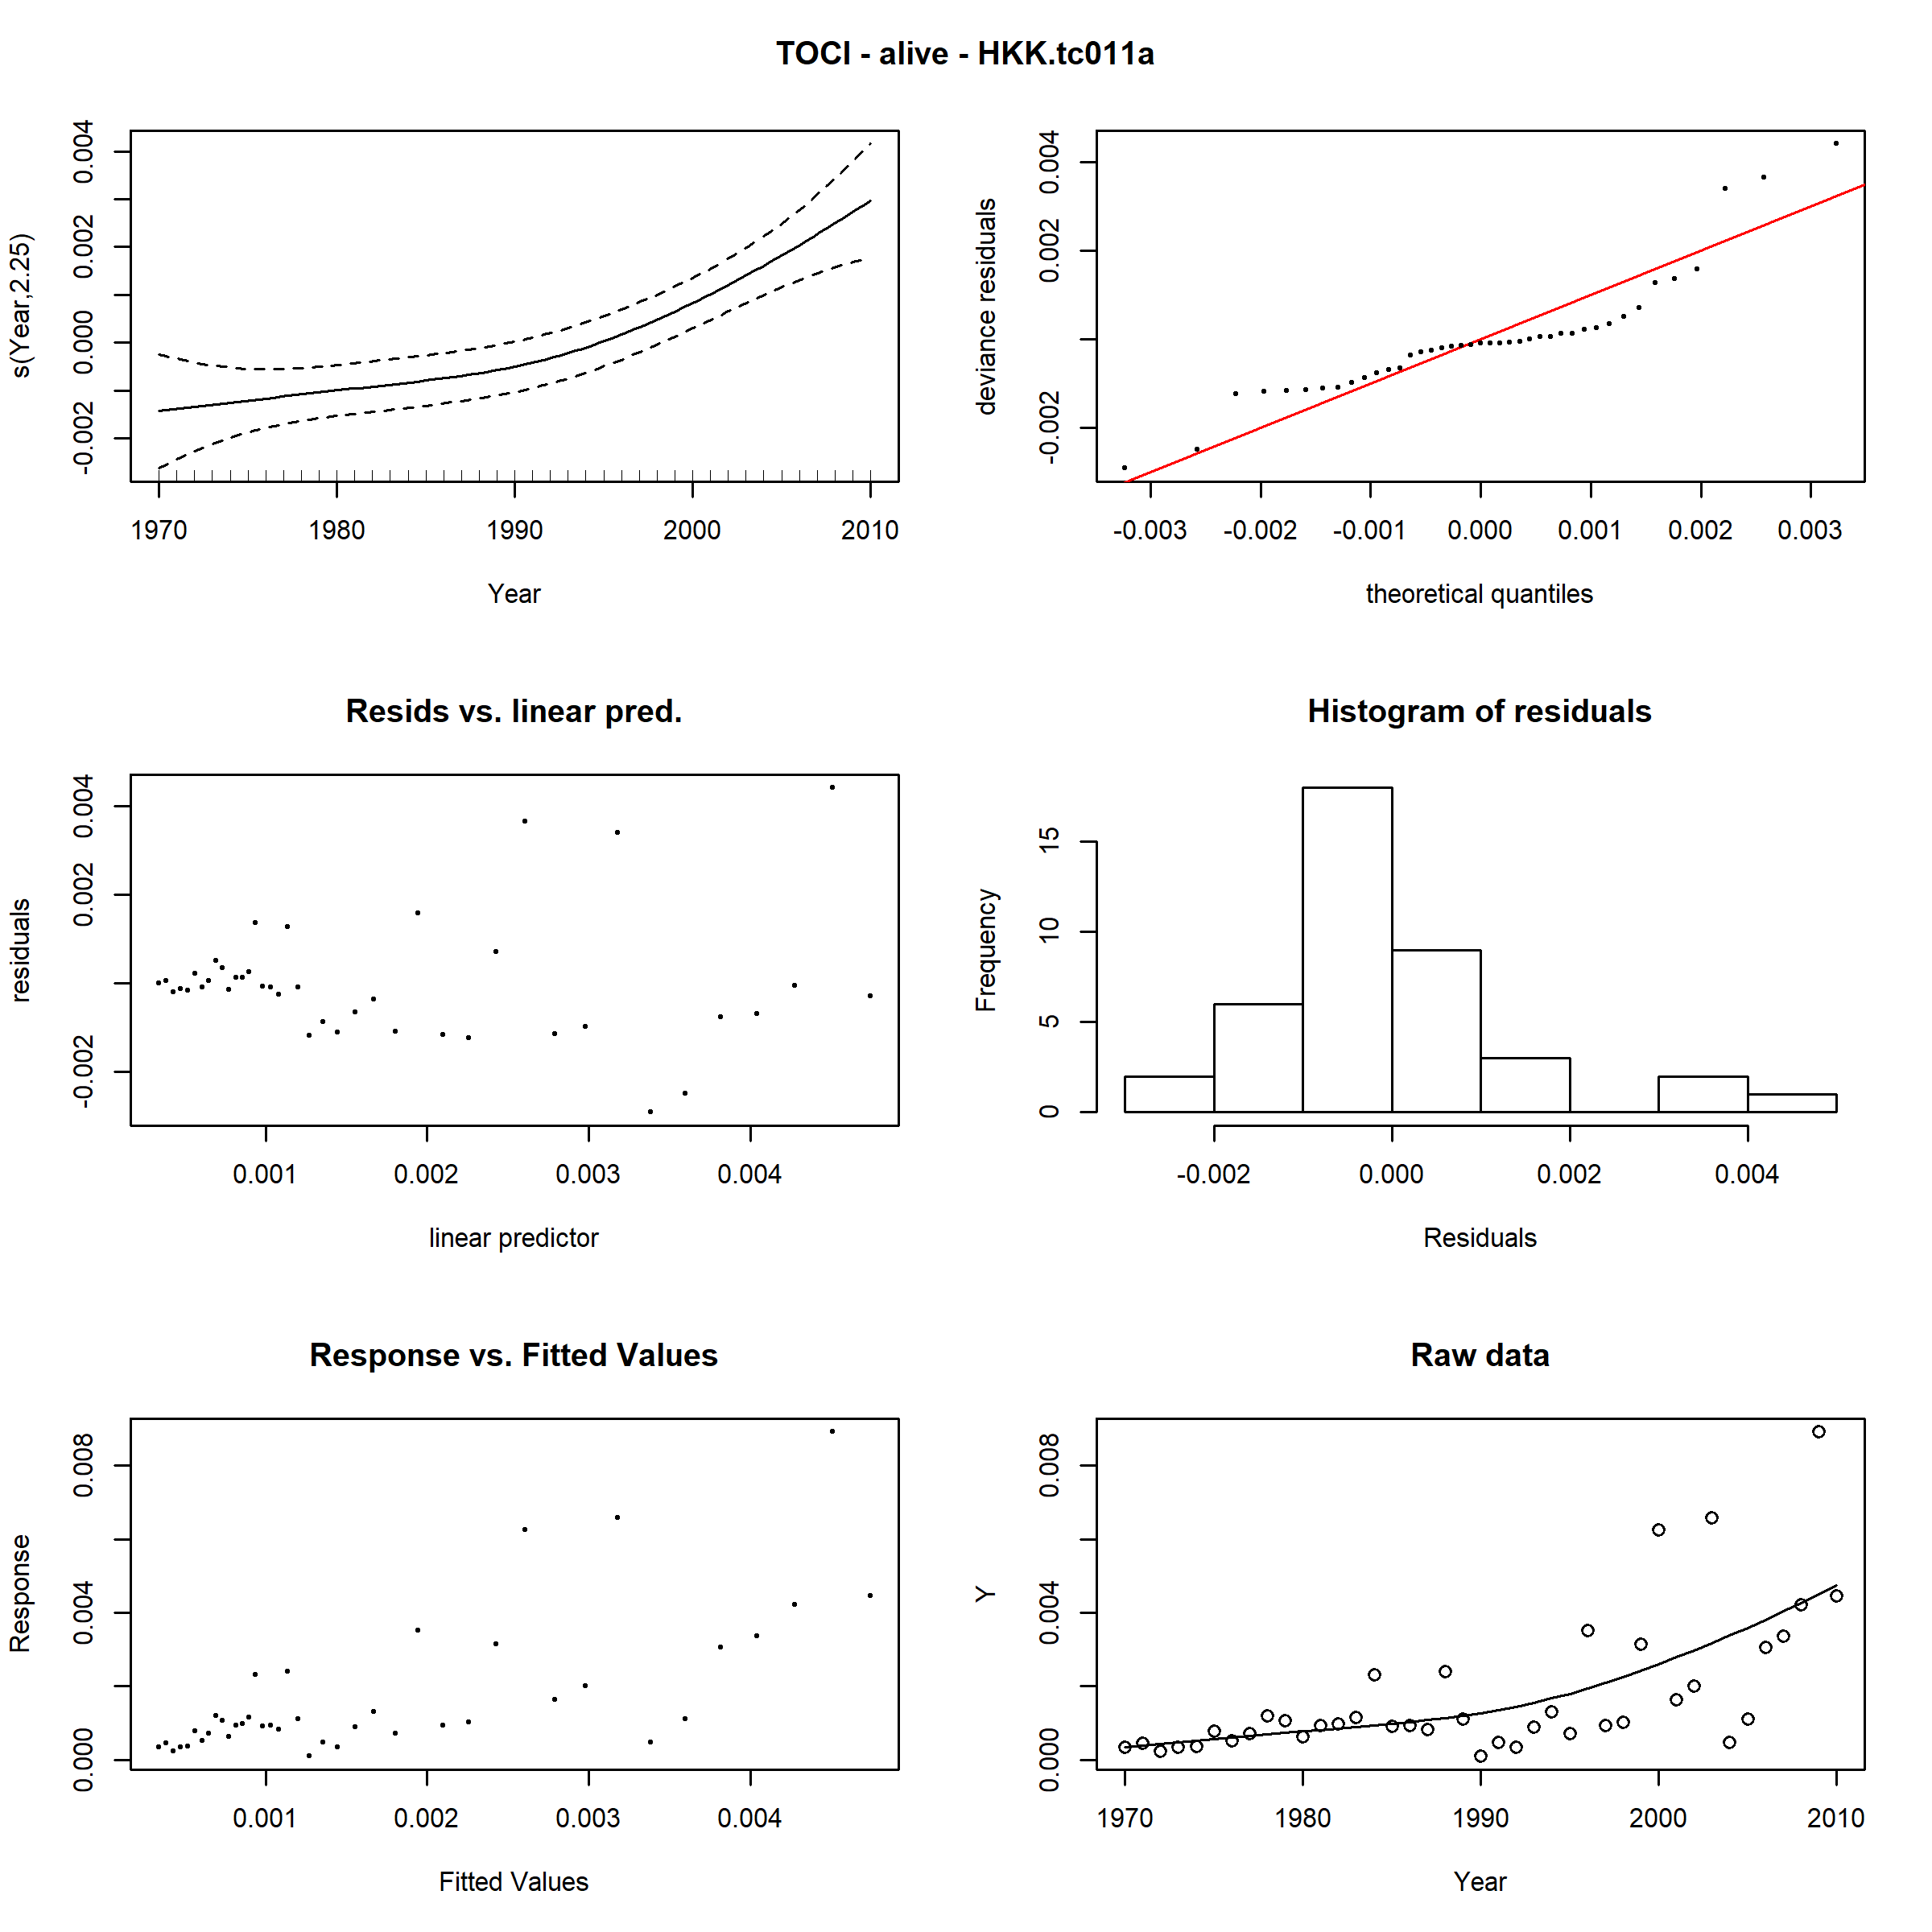 TOCI - alive - HKK.tc011a
s(Year,2.25)
-0.002 0.000 0.002 0.004
1970 1980 1990 2000 2010
Year
deviance residuals
-0.002 0.002 0.004
-0.003 -0.002 -0.001 0.000 0.001 0.002 0.003
theoretical quantiles
Resids vs. linear pred.
residuals
-0.002 0.002 0.004
0.001 0.002 0.003 0.004
linear predictor
Histogram of residuals
Frequency
0 5 10 15
-0.002 0.000 0.002 0.004
Residuals
Response vs. Fitted Values
Response
0.000 0.004 0.008
0.001 0.002 0.003 0.004
Fitted Values
Raw data
Y
0.000 0.004 0.008
1970 1980 1990 2000 2010
Year